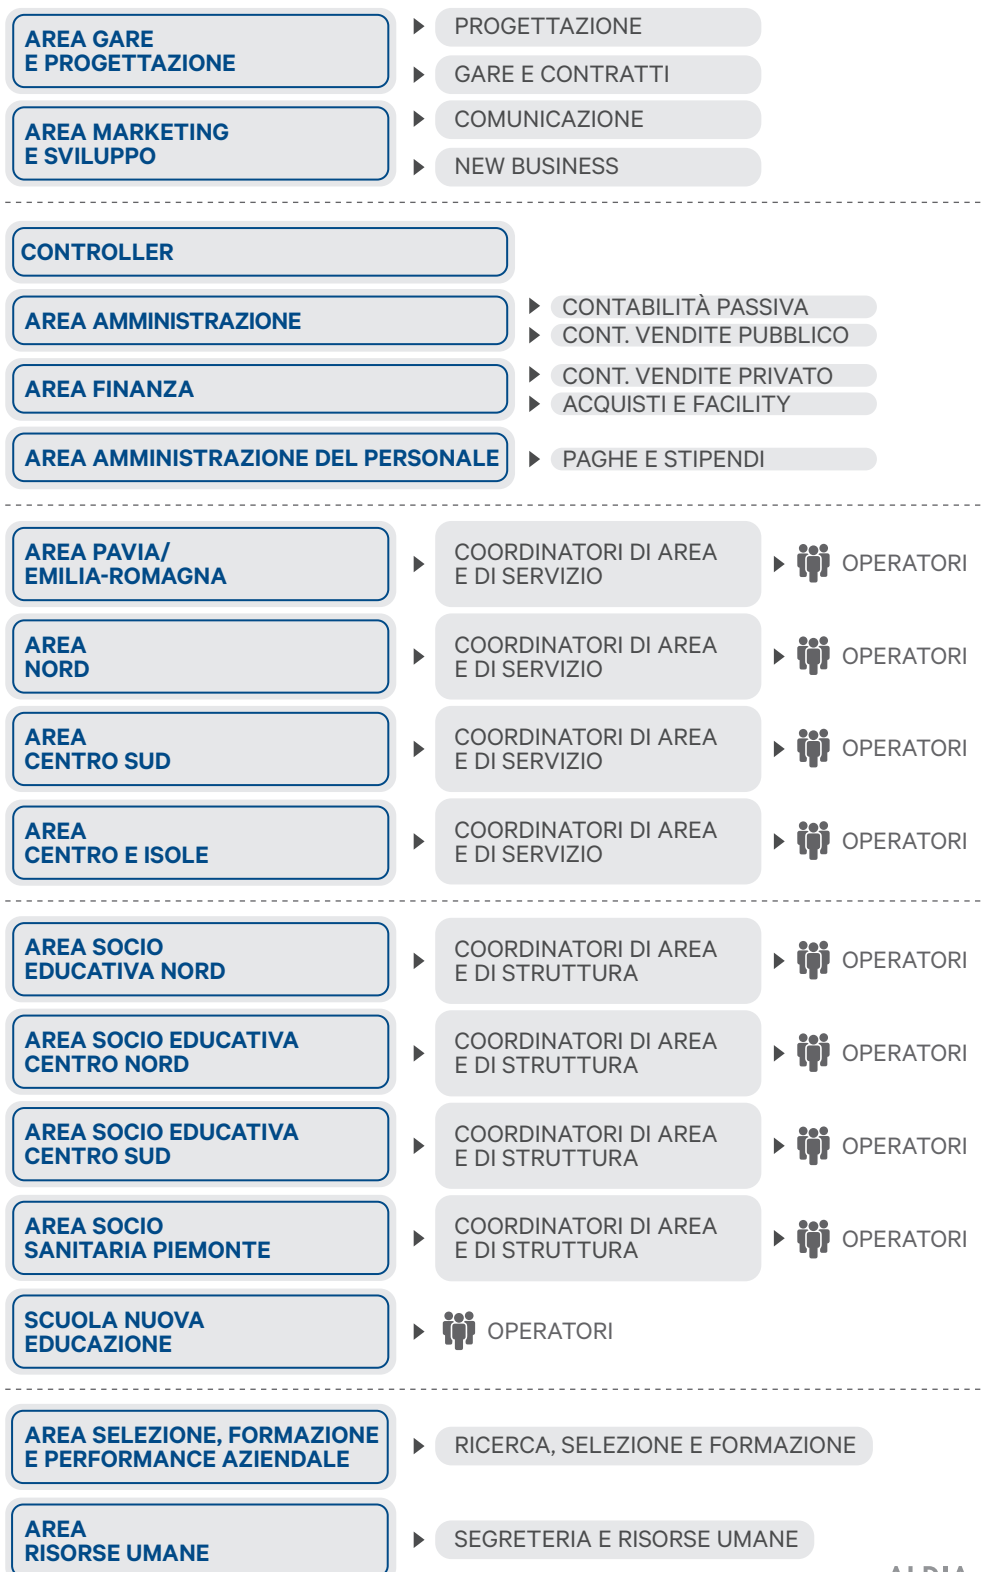 AREA GARE
E PROGETTAZIONE
PROGETTAZIONE
GARE E CONTRATTI
AREA MARKETING
E SVILUPPO
COMUNICAZIONE
NEW BUSINESS
CONTROLLER
AREA AMMINISTRAZIONE
CONTABILITÀ PASSIVA
CONT. VENDITE PUBBLICO
AREA FINANZA
CONT. VENDITE PRIVATO
ACQUISTI E FACILITY
AREA AMMINISTRAZIONE DEL PERSONALE
PAGHE E STIPENDI
AREA PAVIA/
EMILIA-ROMAGNA
COORDINATORI DI AREA
E DI SERVIZIO
OPERATORI
AREA
NORD
COORDINATORI DI AREA
E DI SERVIZIO
OPERATORI
AREA
CENTRO SUD
COORDINATORI DI AREA
E DI SERVIZIO
OPERATORI
AREA
CENTRO E ISOLE
COORDINATORI DI AREA
E DI SERVIZIO
OPERATORI
AREA SOCIO
EDUCATIVA NORD
COORDINATORI DI AREA
E DI STRUTTURA
OPERATORI
AREA SOCIO EDUCATIVA
CENTRO NORD
COORDINATORI DI AREA
E DI STRUTTURA
OPERATORI
AREA SOCIO EDUCATIVA
CENTRO SUD
COORDINATORI DI AREA
E DI STRUTTURA
OPERATORI
AREA SOCIO
SANITARIA PIEMONTE
COORDINATORI DI AREA
E DI STRUTTURA
OPERATORI
SCUOLA NUOVA
EDUCAZIONE
OPERATORI
AREA SELEZIONE, FORMAZIONE
E PERFORMANCE AZIENDALE
RICERCA, SELEZIONE E FORMAZIONE
AREA
RISORSE UMANE
SEGRETERIA E RISORSE UMANE